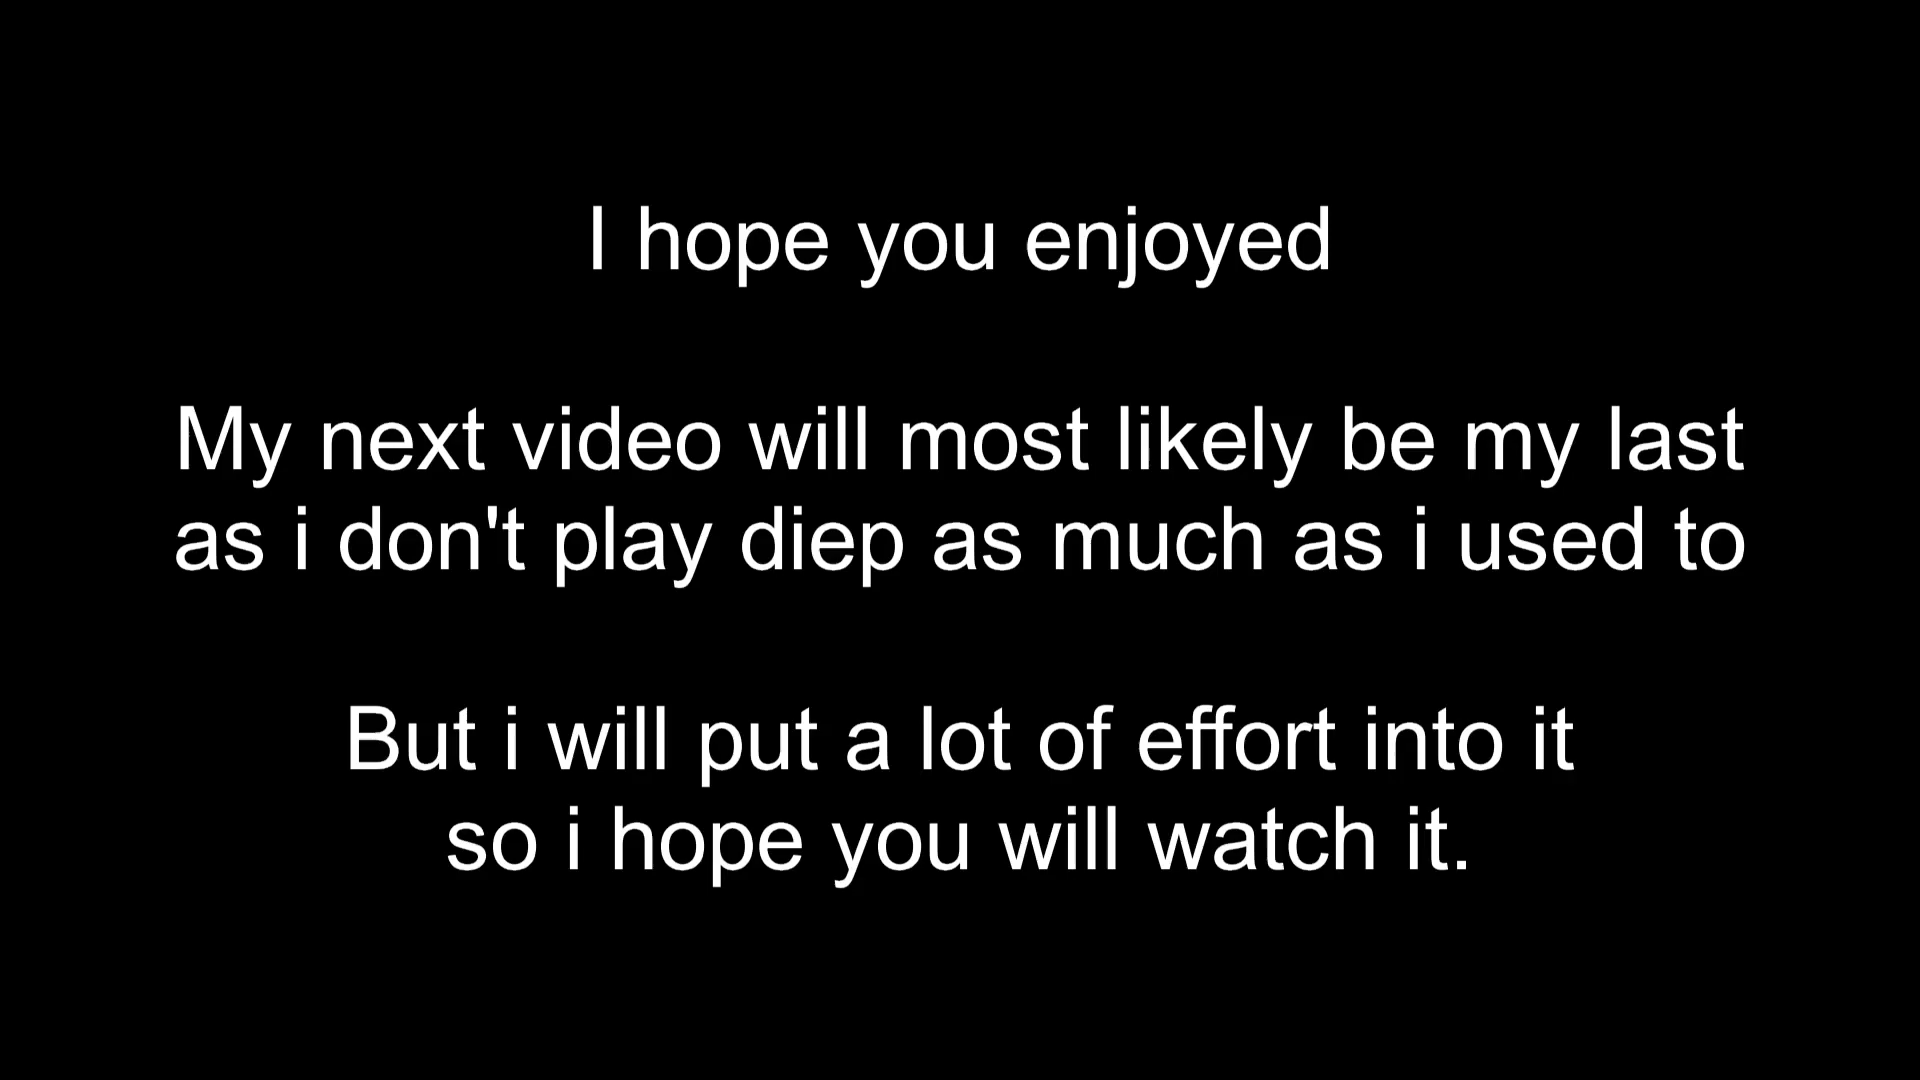 I hope you enjoyed
My next video will most likely be my last
as i don't play diep as much as i used to
But i will put a lot of effort into it
so i hope you will watch it.